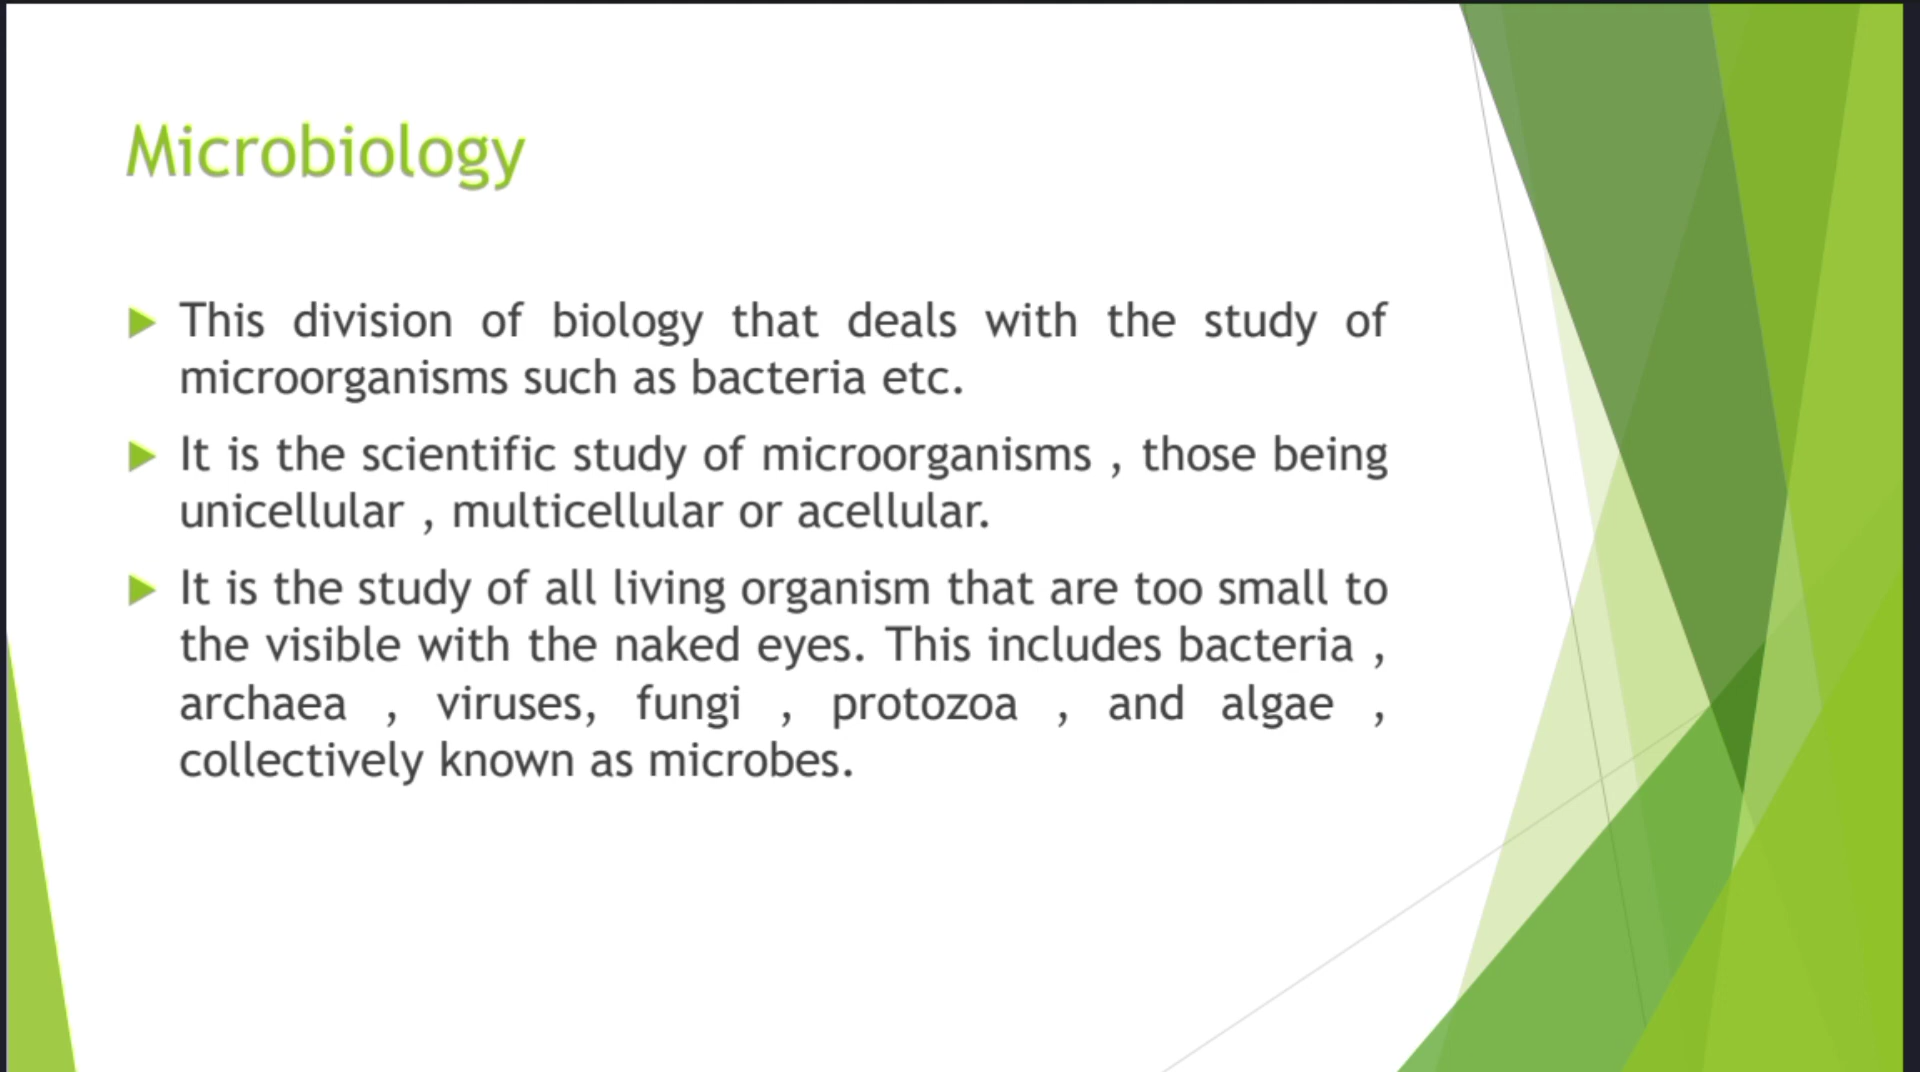 Microbiology
This division of biology that deals with the study of
microorganisms such as bacteria etc.
It is the scientific study of microorganisms , those being
unicellular , multicellular or acellular.
It is the study of all living organism that are too small to
the visible with the naked eyes. This includes bacteria ,
archaea , viruses, fungi , protozoa , and algae ,
collectively known as microbes.